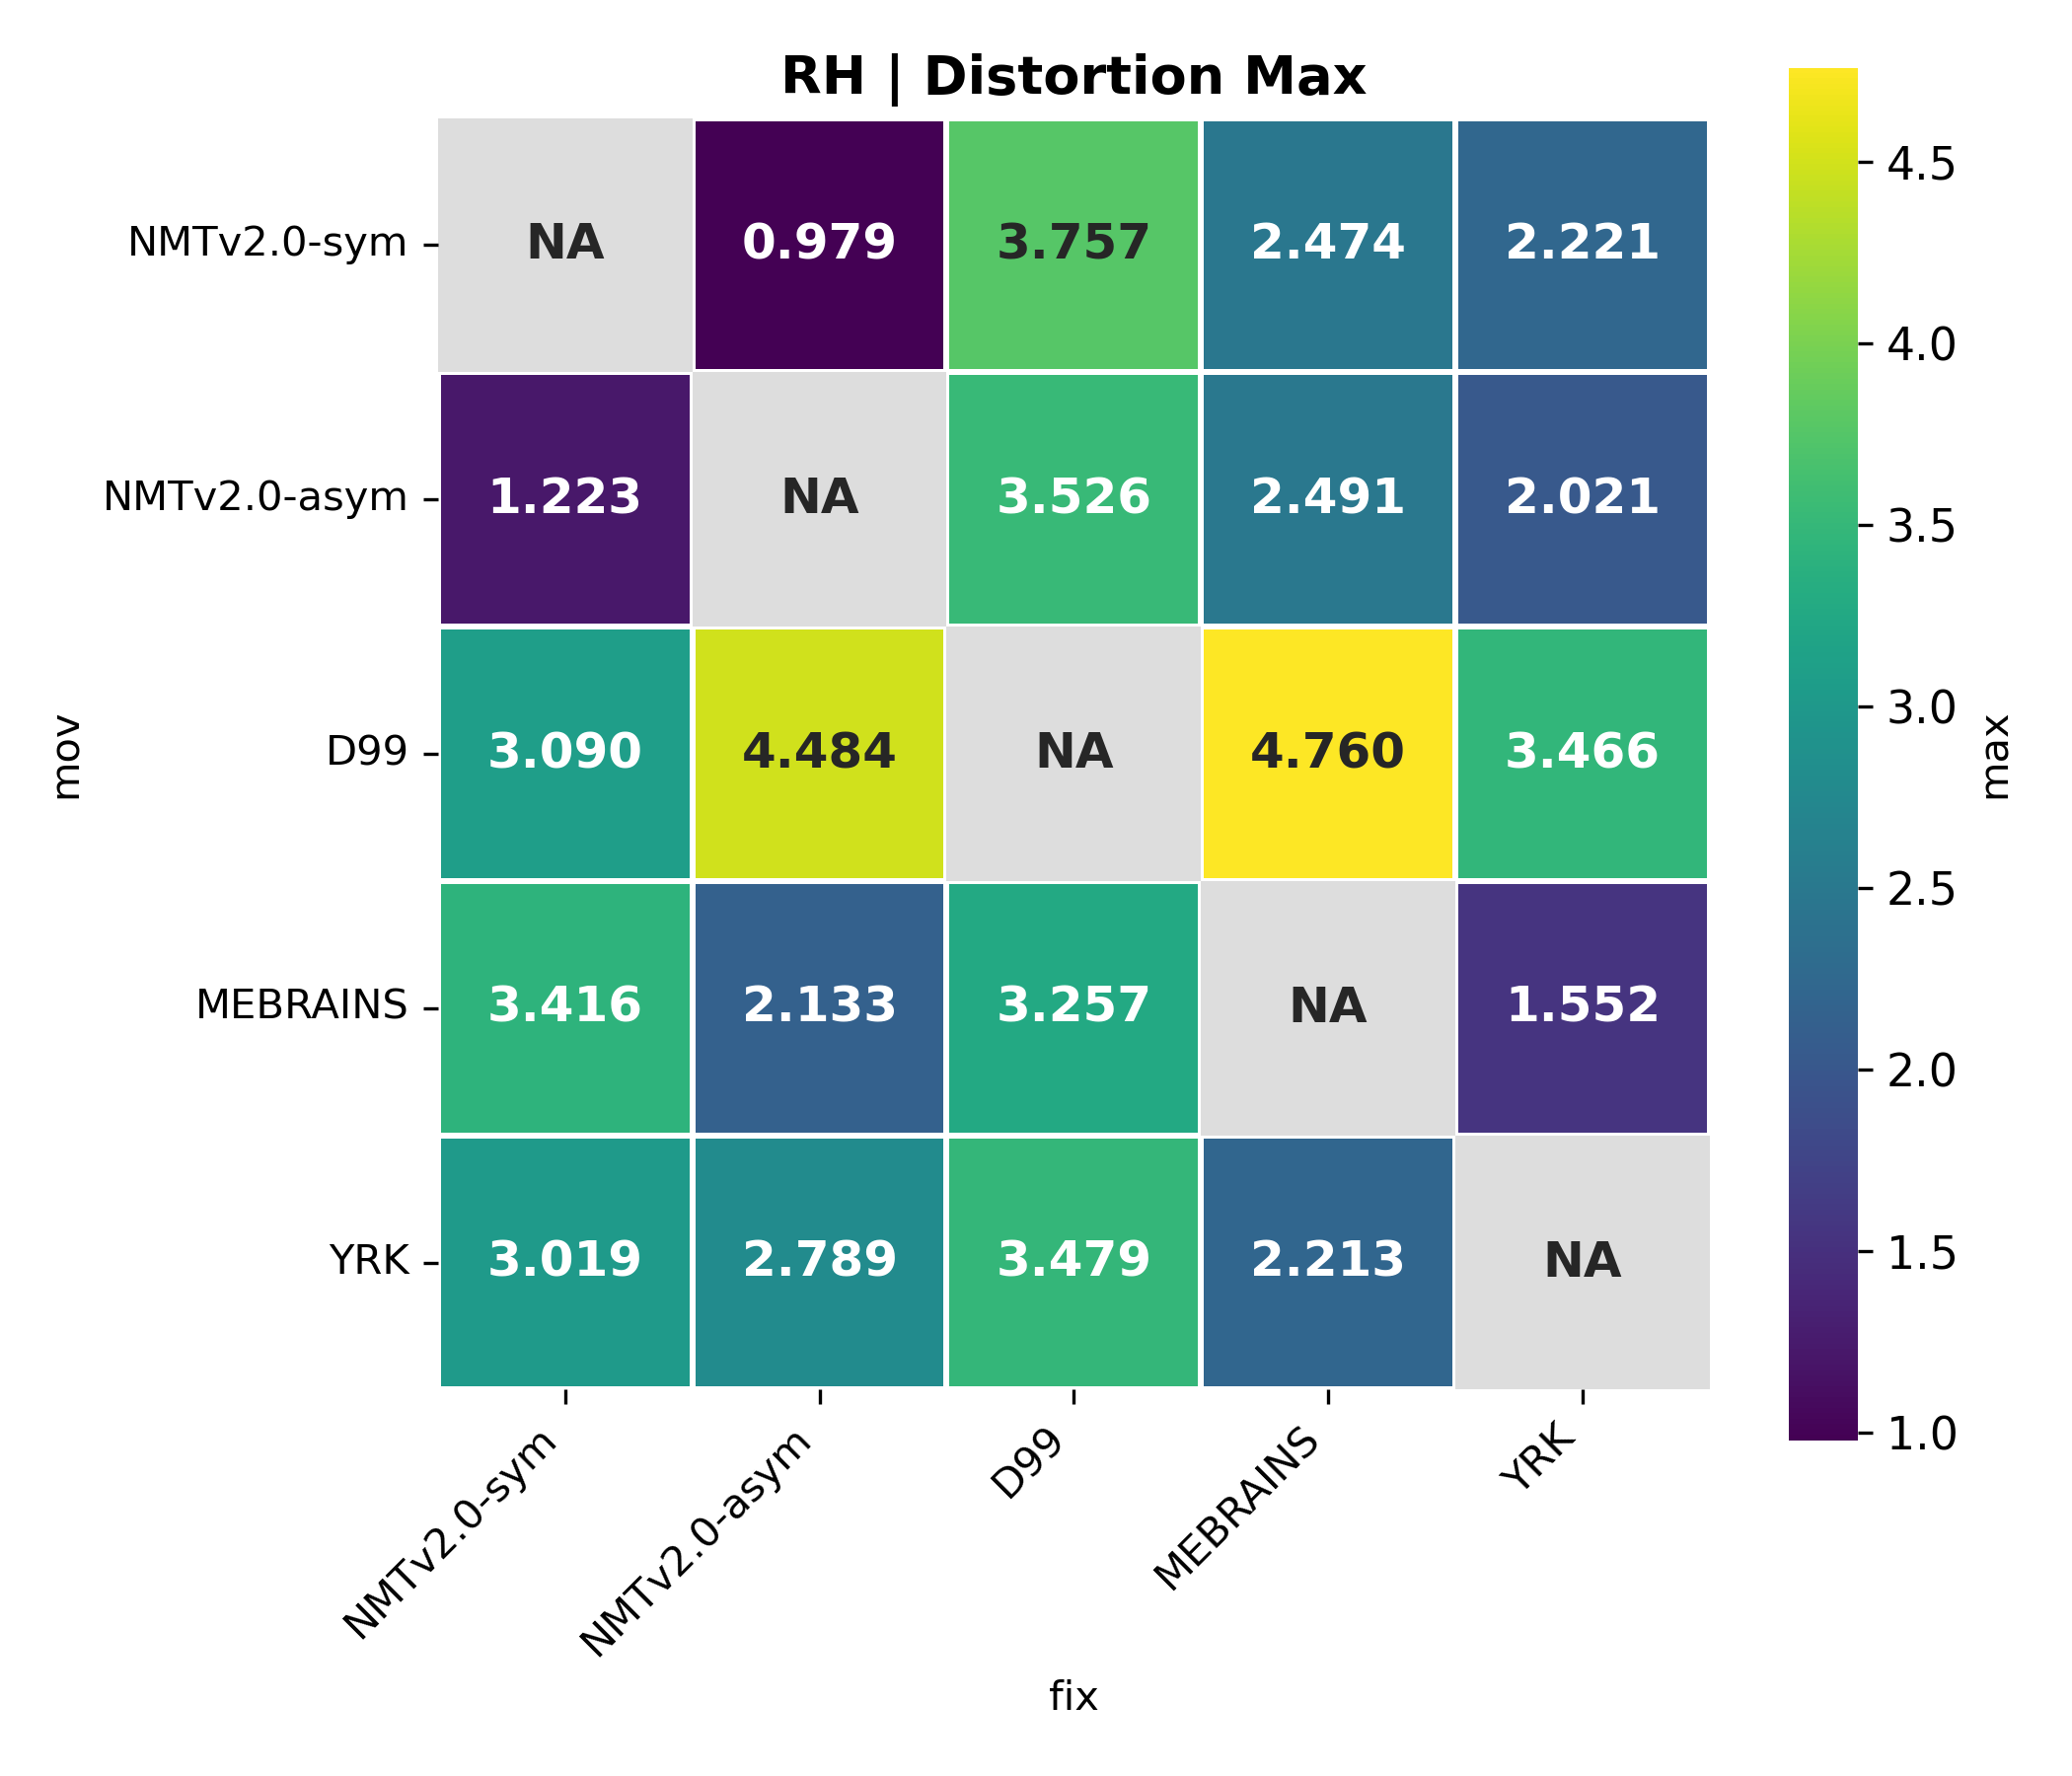 RH | Distortion Max
NMTv2.0-sym NA 0.979 3.757 2.474 2.221
NMTv2.0-asym 1.223 NA 3.526 2.491 2.021
D99 3.090 4.484 NA 4.760 3.466
MEBRAINS 3.416 2.133 3.257 NA 1.552
YRK 3.019 2.789 3.479 2.213 NA
mov
NMTv2.0-sym NMTv2.0-asym D99 MEBRAINS YRK
fix
4.5
4.0
3.5
3.0
2.5
2.0
1.5
1.0
max